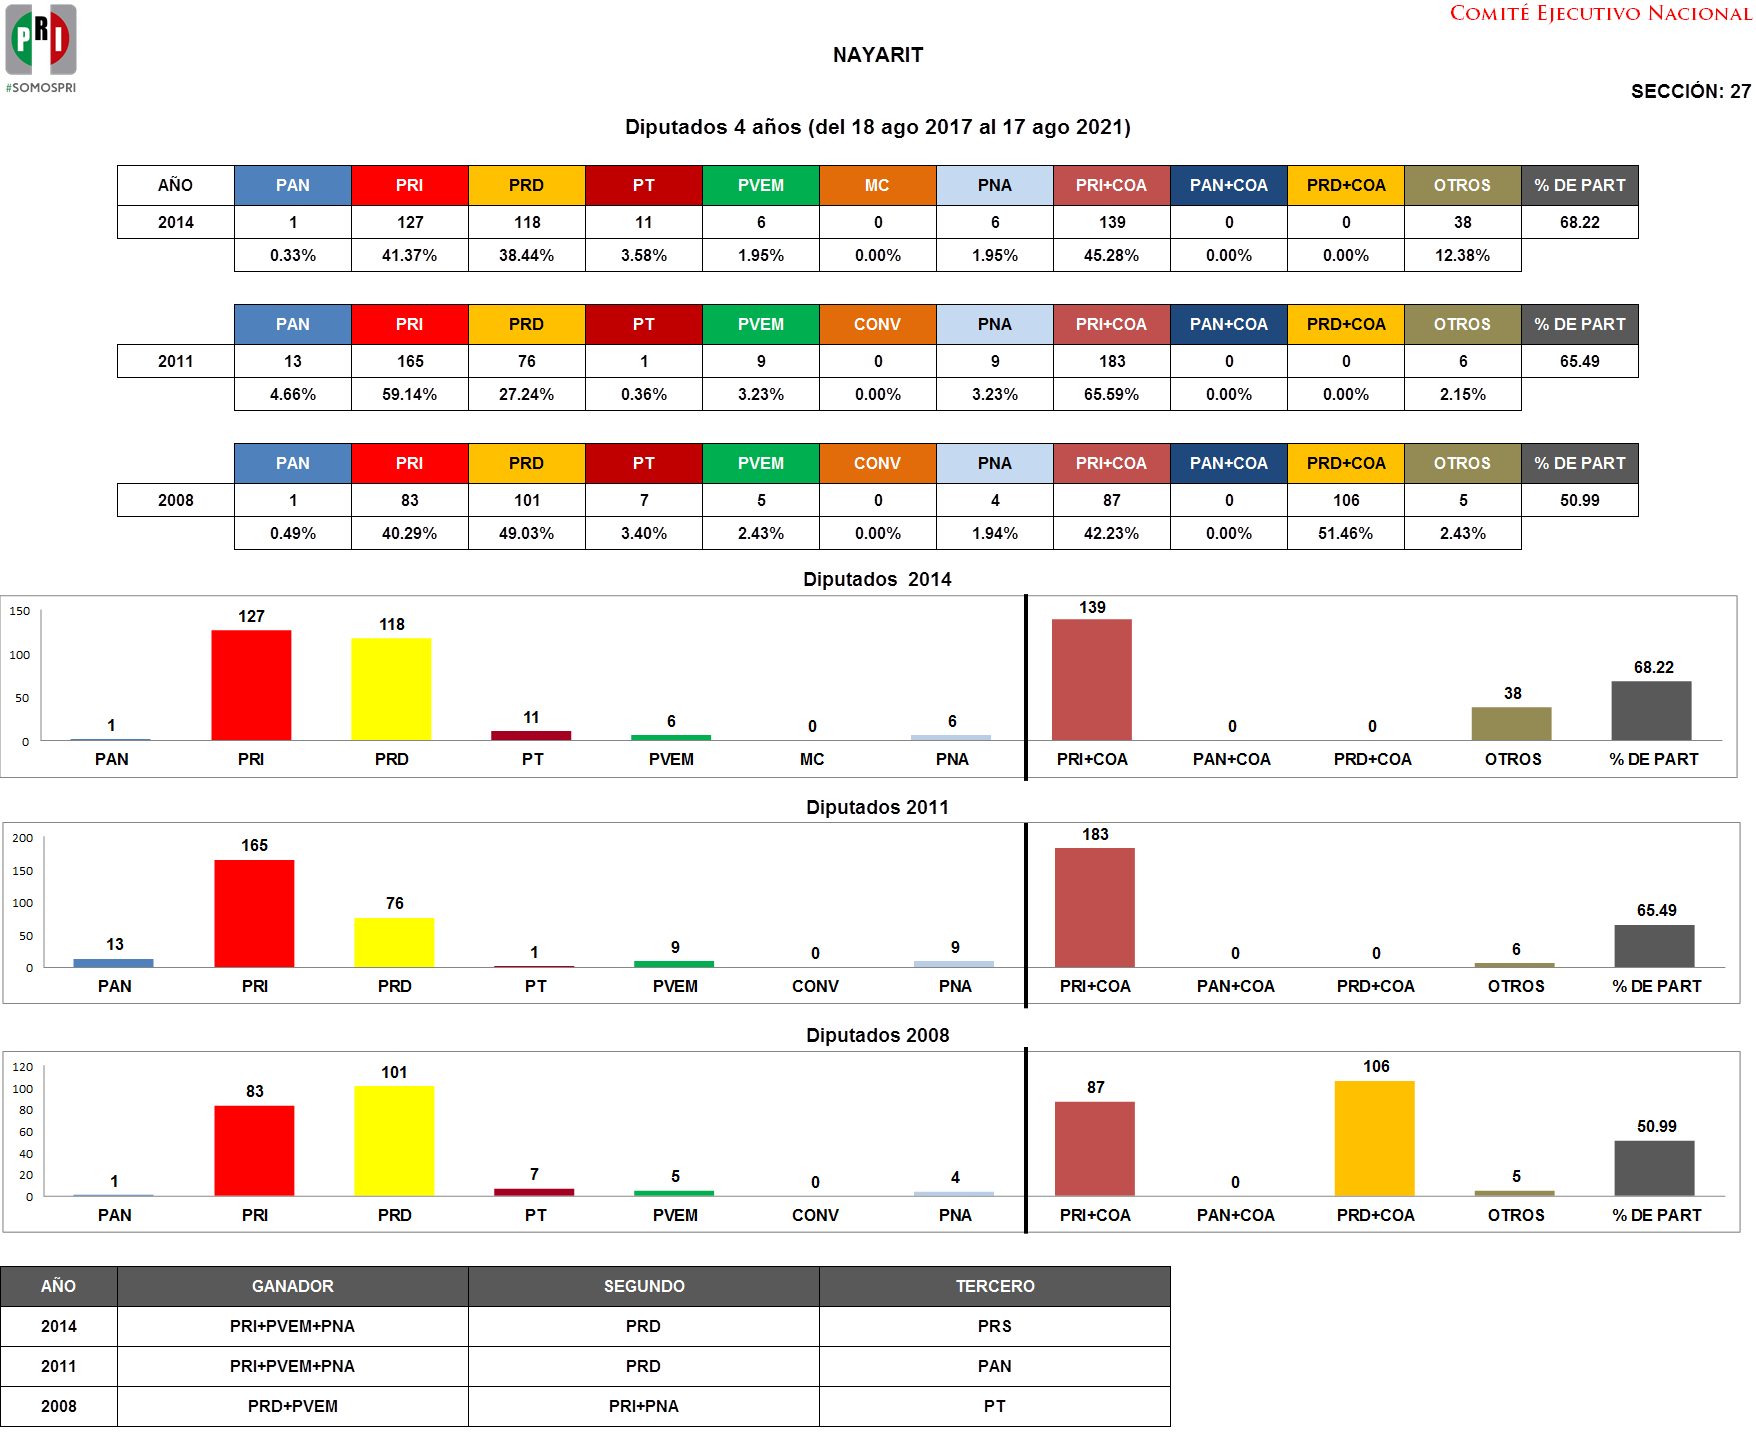 PRI
#SOMOSPRI
COMITÉ EJECUTIVO NACIONAL
NAYARIT
SECCIÓN: 27
Diputados 4 años (del 18 ago 2017 al 17 ago 2021)
AÑO PAN PRI PRD PT PVEM MC PNA PRI+COA PAN+COA PRD+COA OTROS % DE PART
2014 1 127 118 11 6 0 6 139 0 0 38 68.22
0.33% 41.37% 38.44% 3.58% 1.95% 0.00% 1.95% 45.28% 0.00% 0.00% 12.38%
PAN PRI PRD PT PVEM CONV PNA PRI+COA PAN+COA PRD+COA OTROS % DE PART
2011 13 165 76 1 9 0 9 183 0 0 6 65.49
4.66% 59.14% 27.24% 0.36% 3.23% 0.00% 3.23% 65.59% 0.00% 0.00% 2.15%
PAN PRI PRD PT PVEM CONV PNA PRI+COA PAN+COA PRD+COA OTROS % DE PART
2008 1 83 101 7 5 0 4 87 0 106 5 50.99
0.49% 40.29% 49.03% 3.40% 2.43% 0.00% 1.94% 42.23% 0.00% 51.46% 2.43%
Diputados 2014
150
100
50
0
1 127 118 11 6 0 6 139 0 0 38 68.22
PAN PRI PRD PT PVEM MC PNA PRI+COA PAN+COA PRD+COA OTROS % DE PART
Diputados 2011
200
150
100
50
0
13 165 76 1 9 0 9 183 0 0 6 65.49
PAN PRI PRD PT PVEM CONV PNA PRI+COA PAN+COA PRD+COA OTROS % DE PART
Diputados 2008
120
100
80
60
40
20
0
1 83 101 7 5 0 4 87 0 106 5 50.99
PAN PRI PRD PT PVEM CONV PNA PRI+COA PAN+COA PRD+COA OTROS % DE PART
AÑO GANADOR SEGUNDO TERCERO
2014 PRI+PVEM+PNA PRD PRS
2011 PRI+PVEM+PNA PRD PAN
2008 PRD+PVEM PRI+PNA PT